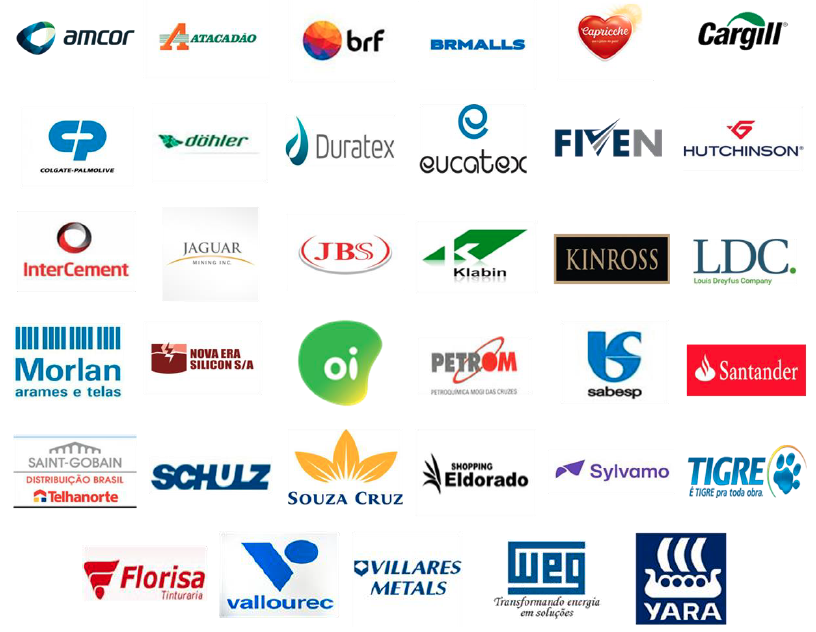 amcor
ATACADÃO
brf
BRMALLS
Capricche
Cargill®
CP
COLGATE-PALMOLIVE
döhler
Duratex
eucatex
FIVEN
HUTCHINSON®
InterCement
JAGUAR
MINING INC
JBS
Klabin
KINROSS
LDC.
Louis Dreyfus Company
Morlan
arames e telas
NOVA ERA
SILICON S/A
oi
PETROM
PETROQUÍMICA MOGI DAS CRUZES
sabesp
Santander
SAINT-GOBAIN
DISTRIBUIÇÃO BRASIL
Telhanorte
SCHULZ
SOUZA CRUZ
SHOPPING
Eldorado
Sylvamo
TIGRE
É TIGRE pra toda obra.
Florisa
Tinturaria
vallourec
VILLARES
METALS
WEG
Transformando energia
em soluções
YARA